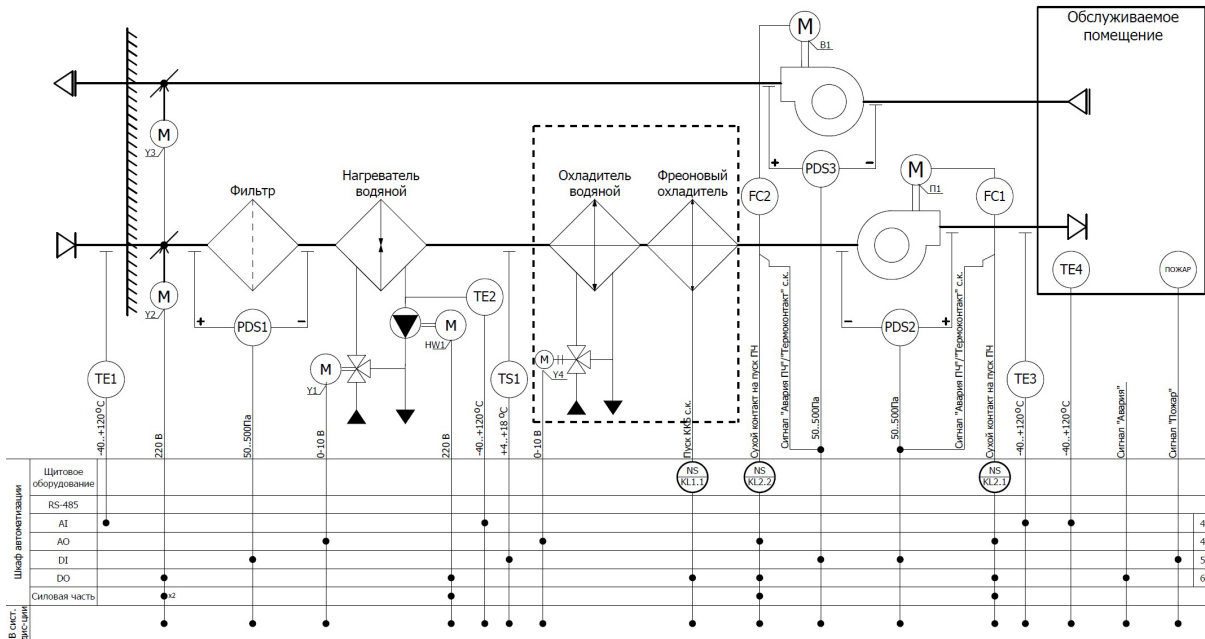 Обслуживаемое
помещение
M
В1
M
Y3
PDS3
+
-
M
П1
FC2
FC1
Фильтр
Нагреватель
водяной
Охладитель
водяной
Фреоновый
охладитель
M
Y2
+
-
PDS1
TE2
M
HW1
M
Y1
TE1
TS1
M
Y4
-
+
PDS2
TE3
TE4
ПОЖАР
-40..+120°С
220 В
50..500Па
0-10 В
220 В
-40..+120°С
+4..+18 °С
0-10 В
Пуск ККБ с.к.
Сухой контакт на пуск ПЧ
Сигнал "Авария ПЧ"/"Термоконтакт" с.к.
50..500Па
50..500Па
Сигнал "Авария ПЧ"/"Термоконтакт" с.к.
Сухой контакт на пуск ПЧ
-40..+120°С
-40..+120°С
Сигнал "Авария"
Сигнал "Пожар"
Шкаф автоматизации
Щитовое
оборудование
NS
KL1.1
NS
KL2.2
NS
KL2.1
RS-485
AI
4
AO
4
DI
5
DO
6
Силовая часть
x2
В сист.